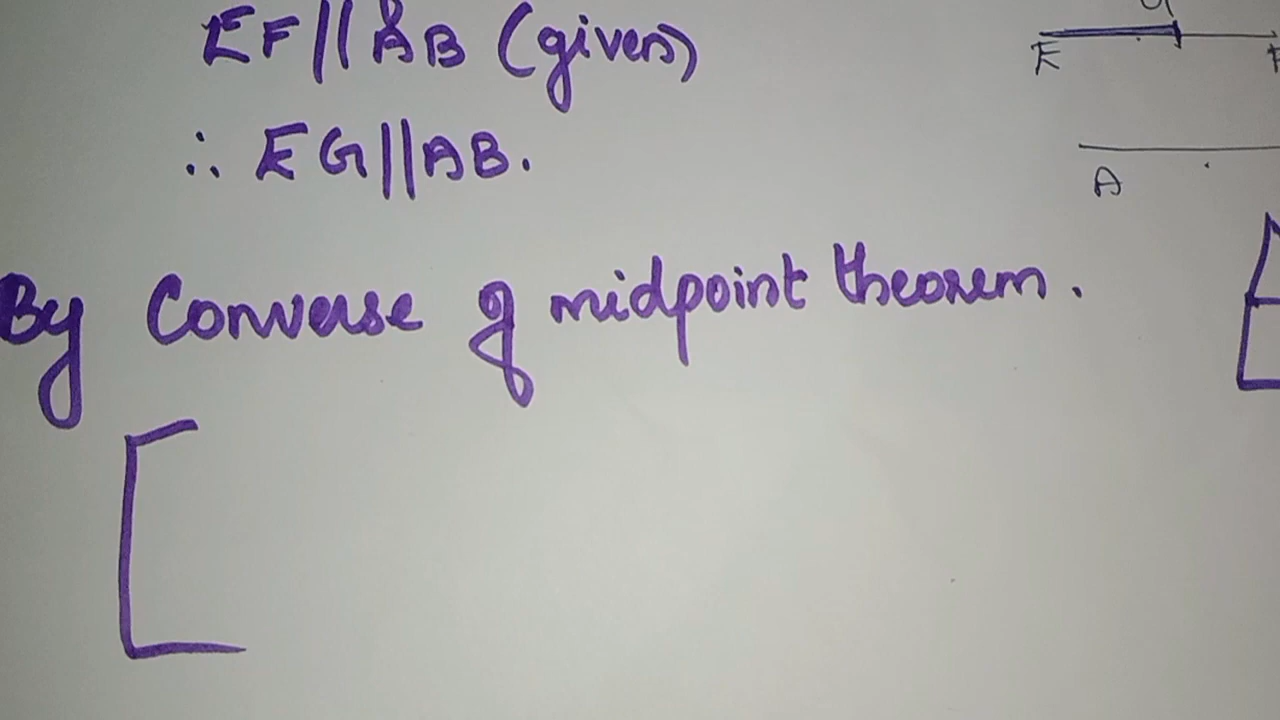 EF||AB (given)
∴ EG||AB.
By Converse of midpoint theorem.
E
A